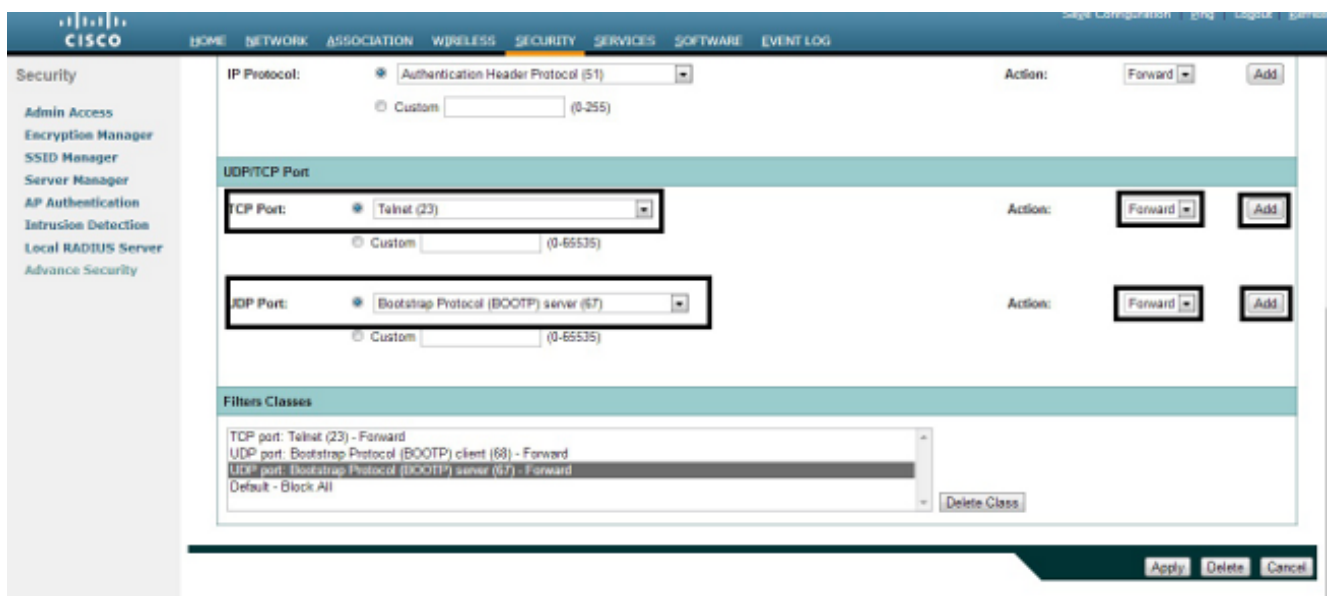 Save Configuration | Ping | Logout | Refresh
CISCO
HOME NETWORK ASSOCIATION WIRELESS SECURITY SERVICES SOFTWARE EVENT LOG
Security
Admin Access
Encryption Manager
SSID Manager
Server Manager
AP Authentication
Intrusion Detection
Local RADIUS Server
Advance Security
IP Protocol: Authentication Header Protocol (51) Action: Forward Add
Custom (0-255)
UDP/TCP Port
TCP Port: Telnet (23) Action: Forward Add
Custom (0-65535)
UDP Port: Bootstrap Protocol (BOOTP) server (67) Action: Forward Add
Custom (0-65535)
Filters Classes
TCP port: Telnet (23) - Forward
UDP port: Bootstrap Protocol (BOOTP) client (68) - Forward
UDP port: Bootstrap Protocol (BOOTP) server (67) - Forward
Default - Block All
Delete Class
Apply Delete Cancel